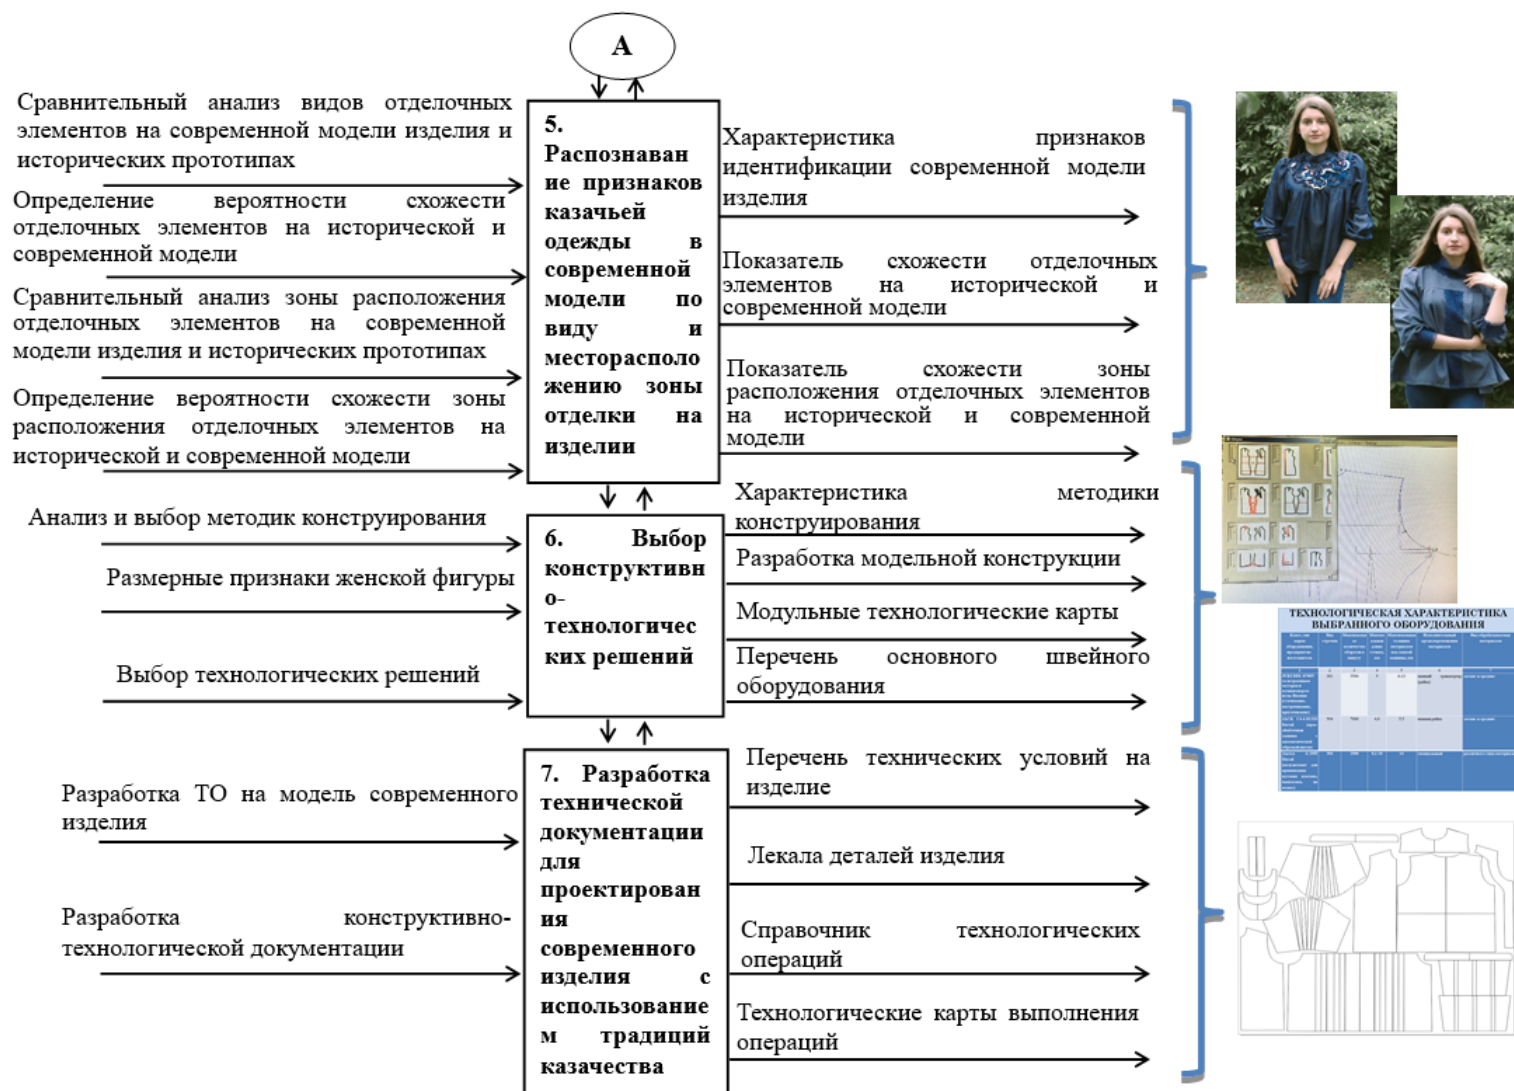 А
Сравнительный анализ видов отделочных
элементов на современной модели изделия и
исторических прототипах
Определение вероятности схожести
отделочных элементов на исторической и
современной модели
Сравнительный анализ зоны расположения
отделочных элементов на современной
модели изделия и исторических прототипах
Определение вероятности схожести зоны
расположения отделочных элементов на
исторической и современной модели
5.
Распознаван
ие признаков
казачьей
одежды в
современной
модели по
виду и
месторасполо
жению зоны
отделки на
изделии
Характеристика признаков
идентификации современной модели
изделия
Показатель схожести отделочных
элементов на исторической и
современной модели
Показатель схожести зоны
расположения отделочных элементов
на исторической и современной
модели
Анализ и выбор методик конструирования
Размерные признаки женской фигуры
Выбор технологических решений
6. Выбор
конструктивн
о-
технологичес
ких решений
Характеристика методики
конструирования
Разработка модельной конструкции
Модульные технологические карты
Перечень основного швейного
оборудования
ТЕХНОЛОГИЧЕСКАЯ ХАРАКТЕРИСТИКА
ВЫБРАННОГО ОБОРУДОВАНИЯ
Разработка ТО на модель современного
изделия
Разработка конструктивно-
технологической документации
7. Разработка
технической
документации
для
проектирован
ия
современного
изделия с
использование
м традиций
казачества
Перечень технических условий на
изделие
Лекала деталей изделия
Справочник технологических
операций
Технологические карты выполнения
операций